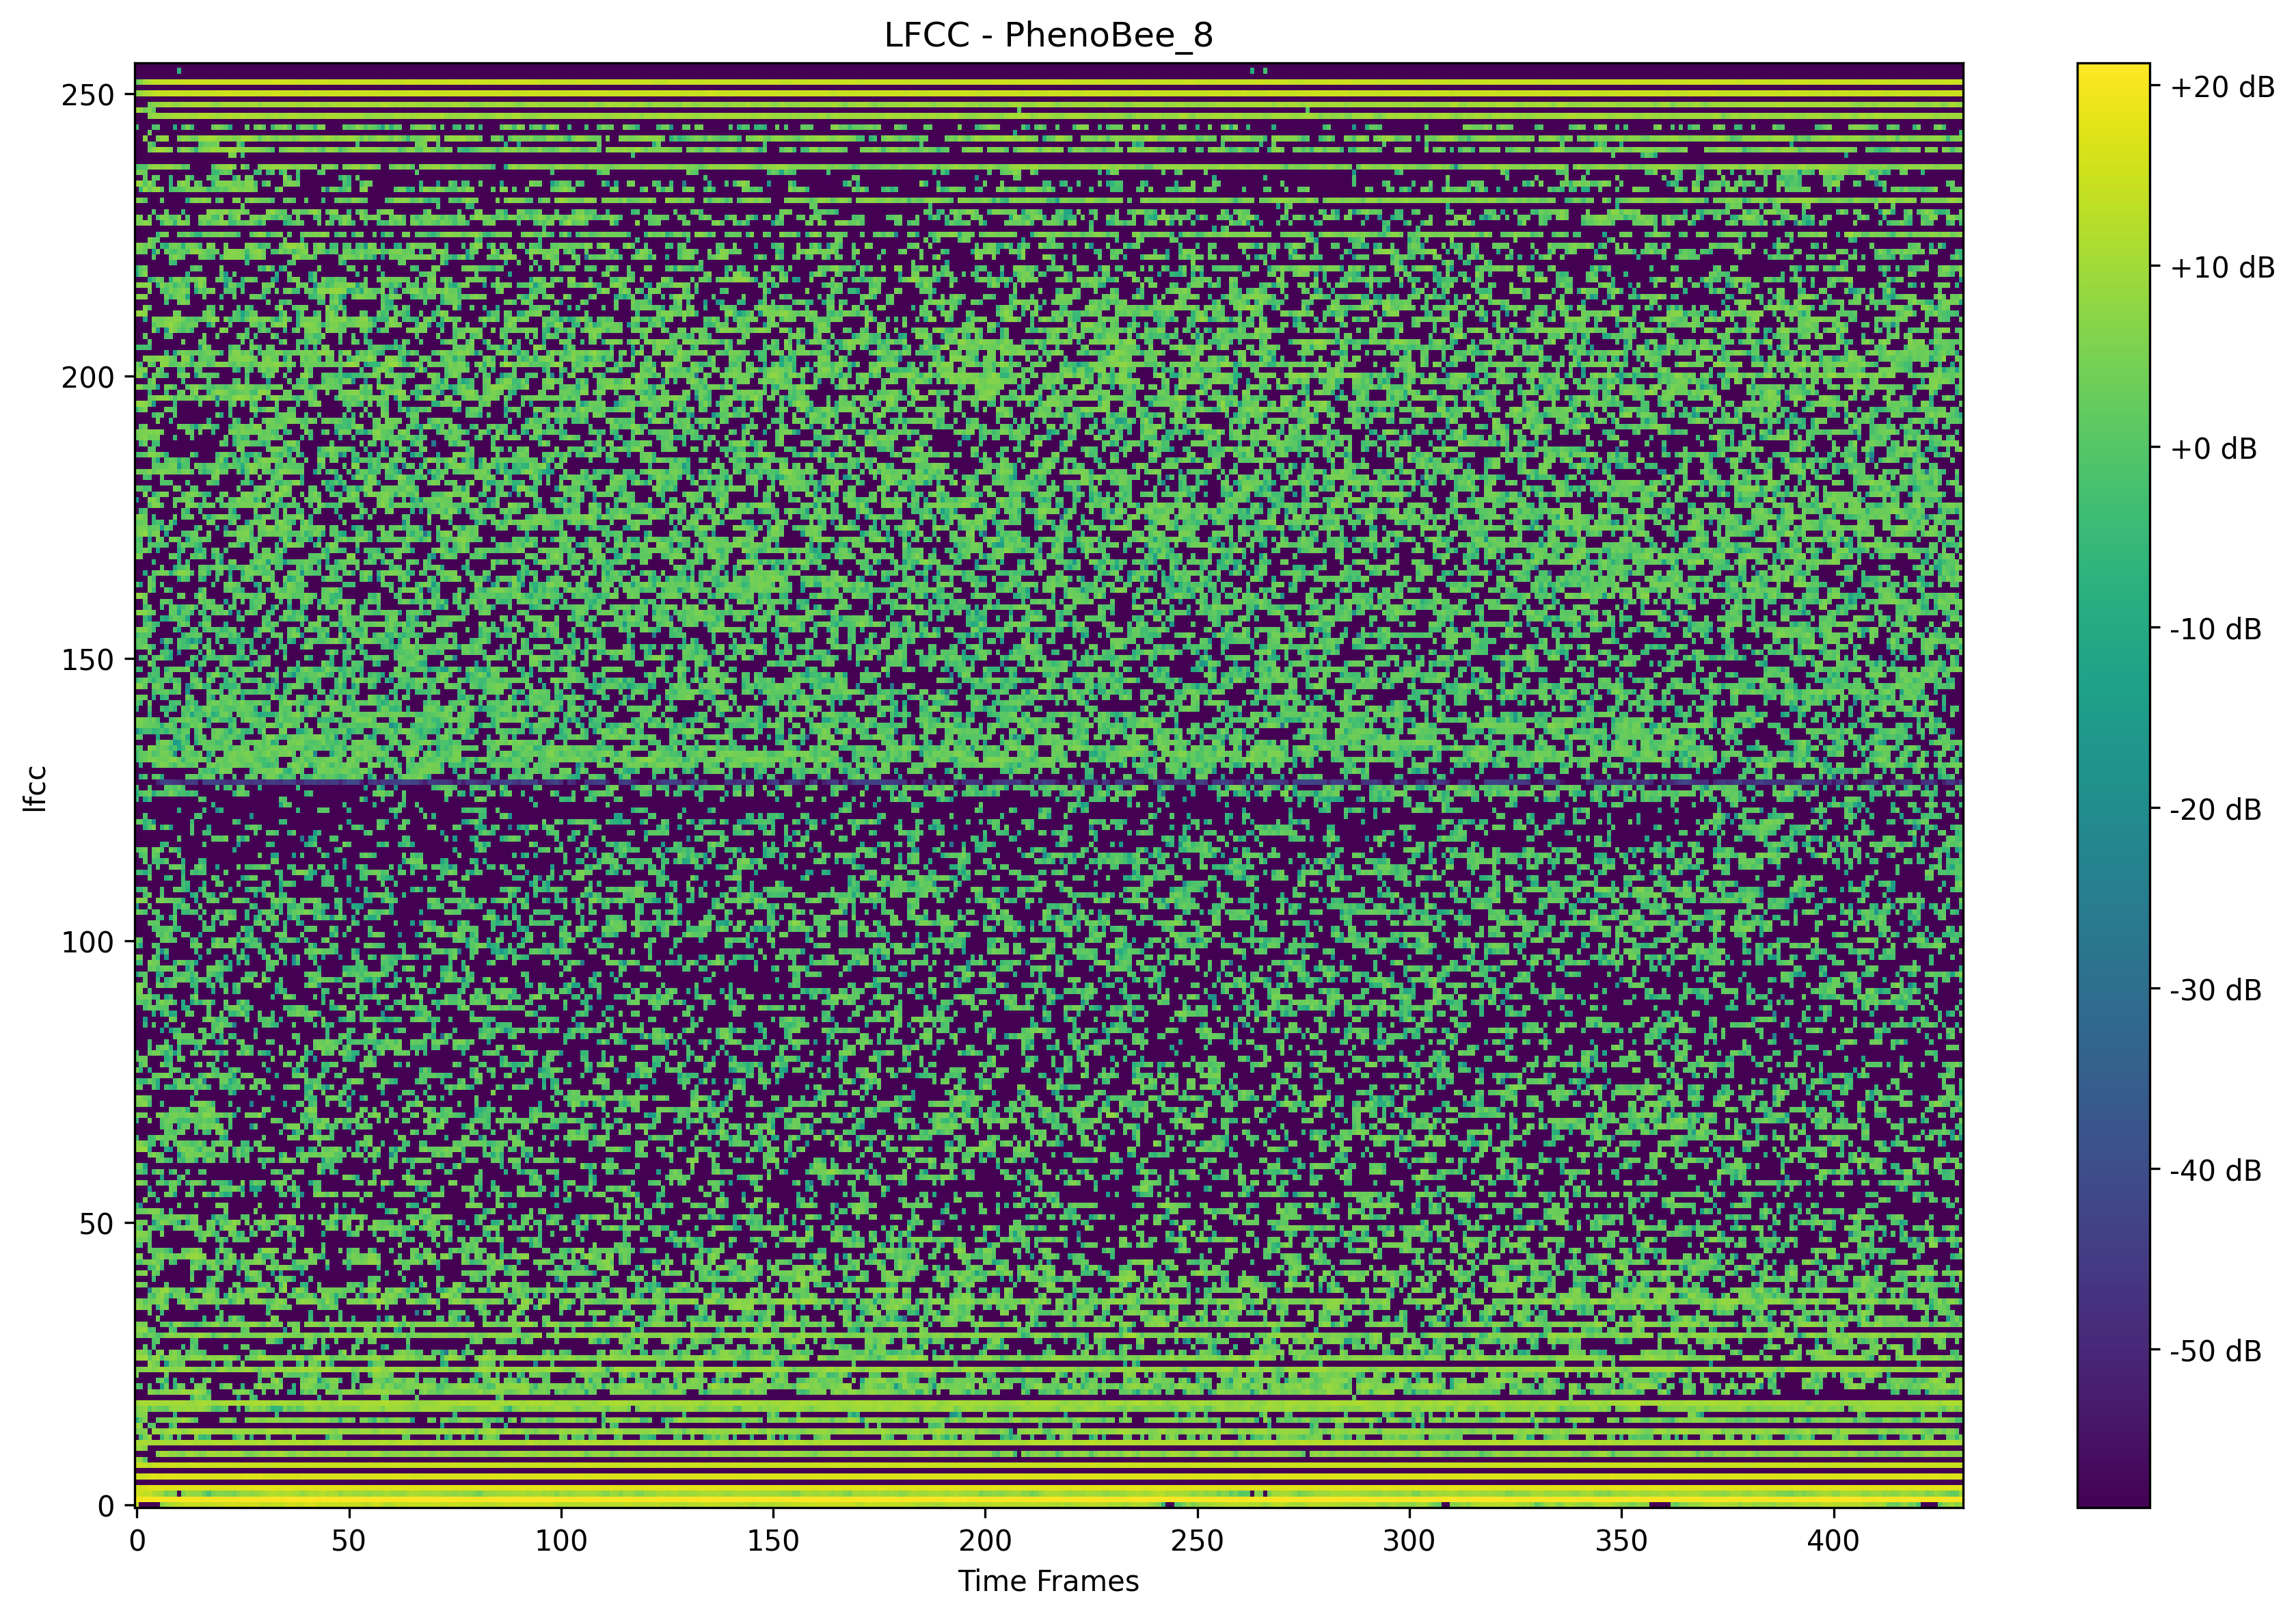 LFCC - PhenoBee_8
250
200
150
100
50
0
lfcc
0 50 100 150 200 250 300 350 400
Time Frames
+20 dB
+10 dB
+0 dB
-10 dB
-20 dB
-30 dB
-40 dB
-50 dB